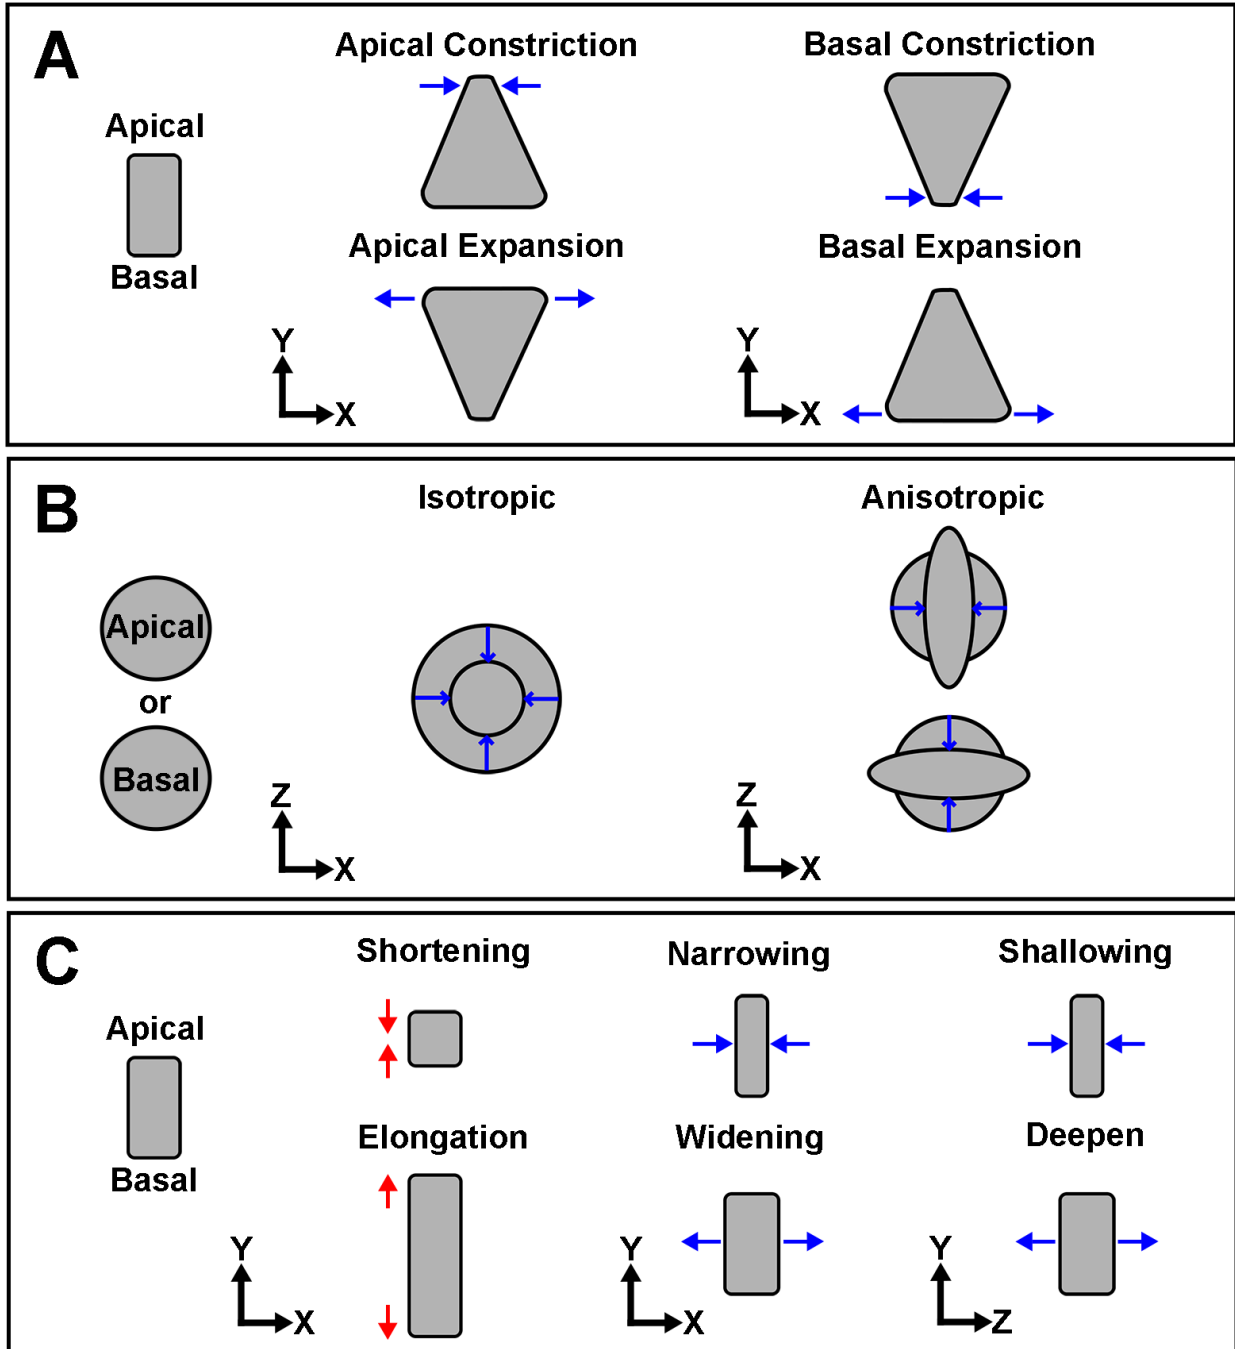 A
Apical Constriction
Basal Constriction
Apical
Basal
Apical Expansion
Basal Expansion
Y
X
Y
X
B
Isotropic
Anisotropic
Apical
or
Basal
Z
X
Z
X
C
Shortening
Narrowing
Shallowing
Apical
Basal
Elongation
Widening
Deepen
Y
X
Y
X
Y
Z